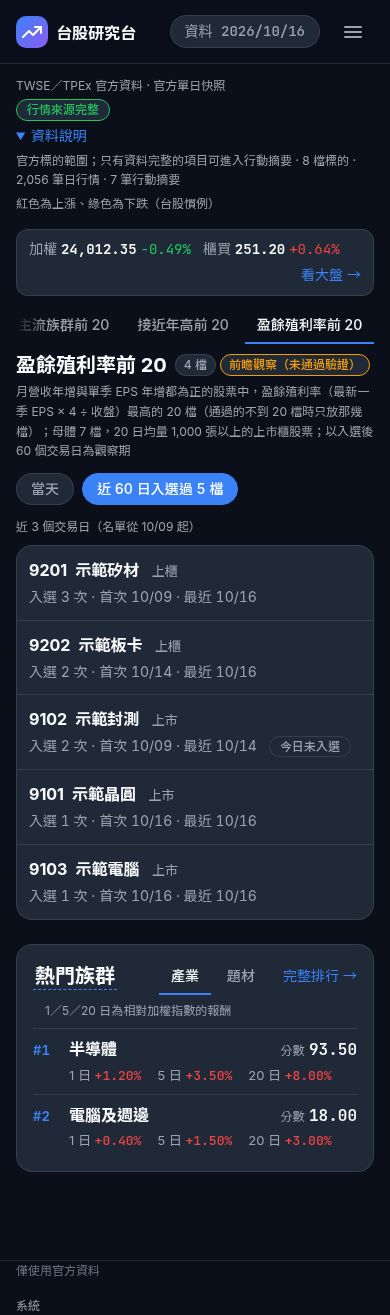 台股研究台
資料 2026/10/16
TWSE／TPEx 官方資料 · 官方單日快照
行情來源完整
▼ 資料說明
官方標的範圍；只有資料完整的項目可進入行動摘要 · 8 檔標的 ·
2,056 筆日行情 · 7 筆行動摘要
紅色為上漲、綠色為下跌（台股慣例）
加權 24,012.35 -0.49% 櫃買 251.20 +0.64%
看大盤 →
主流族群前 20 接近年高前 20 盈餘殖利率前 20
盈餘殖利率前 20 4 檔 前瞻觀察（未通過驗證）
月營收年增與單季 EPS 年增都為正的股票中，盈餘殖利率（最新一
季 EPS × 4 ÷ 收盤）最高的 20 檔（通過的不到 20 檔時只放那幾
檔）；母體 7 檔，20 日均量 1,000 張以上的上市櫃股票；以入選後
60 個交易日為觀察期
當天 近 60 日入選過 5 檔
近 3 個交易日（名單從 10/09 起）
9201 示範矽材 上櫃
入選 3 次 · 首次 10/09 · 最近 10/16
9202 示範板卡 上櫃
入選 2 次 · 首次 10/14 · 最近 10/16
9102 示範封測 上市
入選 2 次 · 首次 10/09 · 最近 10/14 今日未入選
9101 示範晶圓 上市
入選 1 次 · 首次 10/16 · 最近 10/16
9103 示範電腦 上市
入選 1 次 · 首次 10/16 · 最近 10/16
熱門族群 產業 題材 完整排行 →
1／5／20 日為相對加權指數的報酬
#1 半導體 分數 93.50
1 日 +1.20% 5 日 +3.50% 20 日 +8.00%
#2 電腦及週邊 分數 18.00
1 日 +0.40% 5 日 +1.50% 20 日 +3.00%
僅使用官方資料
系統